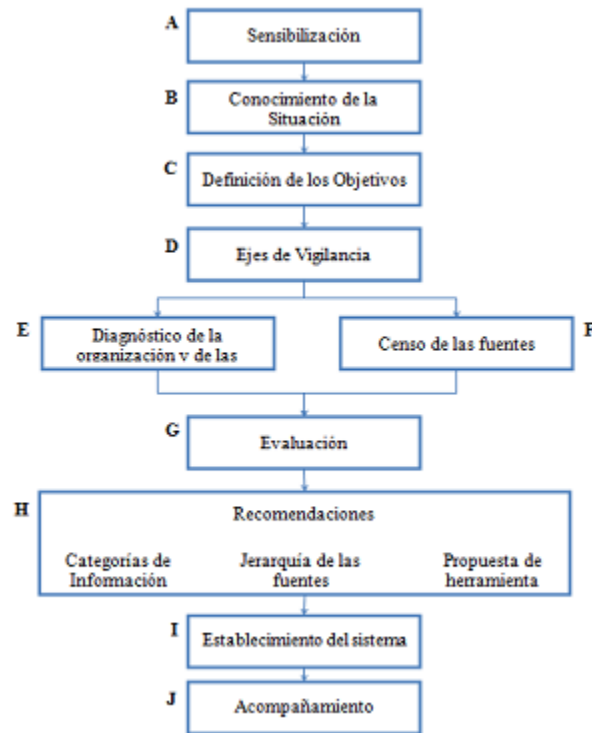 A
Sensibilización
B
Conocimiento de la
Situación
C
Definición de los Objetivos
D
Ejes de Vigilancia
E
Diagnóstico de la
organización y de las
Censo de las fuentes
F
G
Evaluación
H
Recomendaciones
Categorías de
Información
Jerarquía de las
fuentes
Propuesta de
herramienta
I
Establecimiento del sistema
J
Acompañamiento